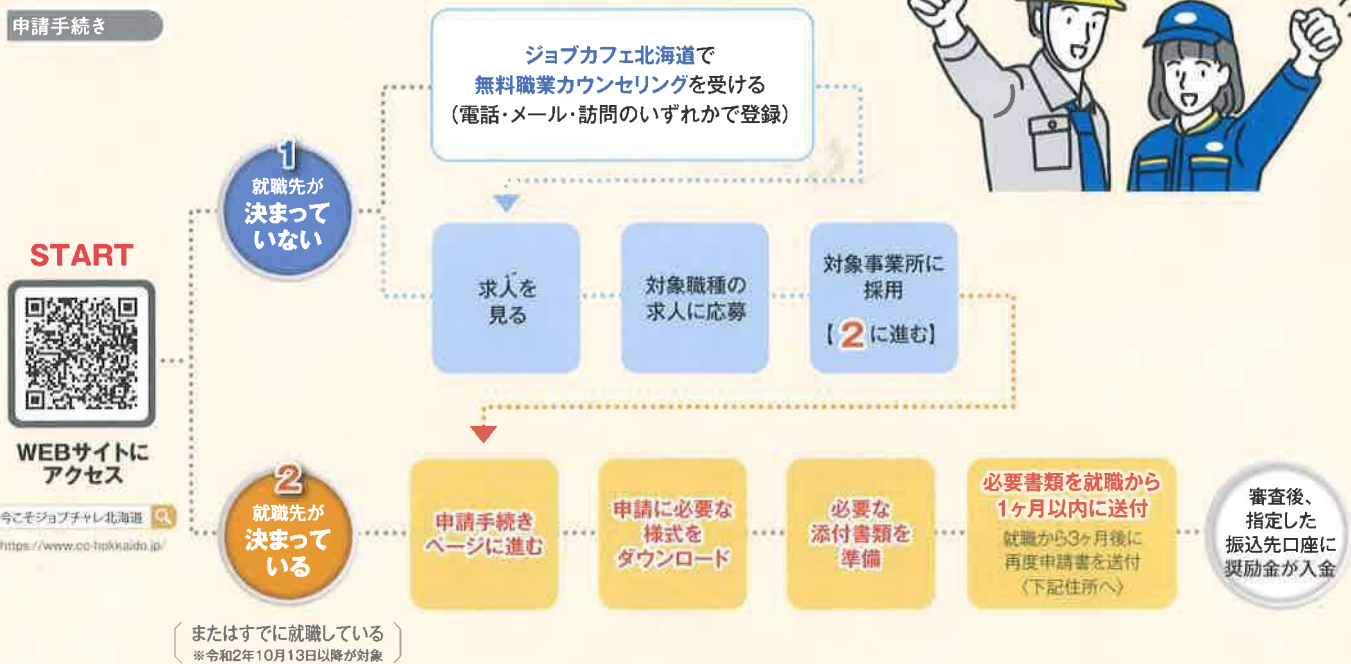 申請手続き
ジョブカフェ北海道で
無料職業カウンセリングを受ける
(電話・メール・訪問のいずれかで登録)
1
就職先が
決まって
いない
START
求人を
見る
対象職種の
求人に応募
対象事業所に
採用
【2に進む】
WEBサイトに
アクセス
今こそジョブチャレ北海道
https://www.cc-hokkaido.jp/
2
就職先が
決まって
いる
申請手続き
ページに進む
申請に必要な
様式を
ダウンロード
必要な
添付書類を
準備
必要書類を就職から
1ヶ月以内に送付
就職から3ヶ月後に
再度申請書を送付
〈下記住所へ〉
審査後、
指定した
振込先口座に
奨励金が入金
またはすでに就職している
※令和2年10月13日以降が対象